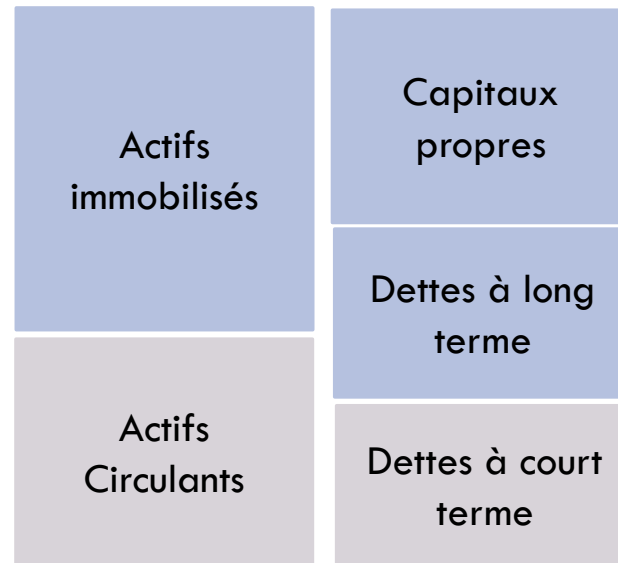 Actifs
immobilisés
Actifs
Circulants
Capitaux
propres
Dettes à long
terme
Dettes à court
terme